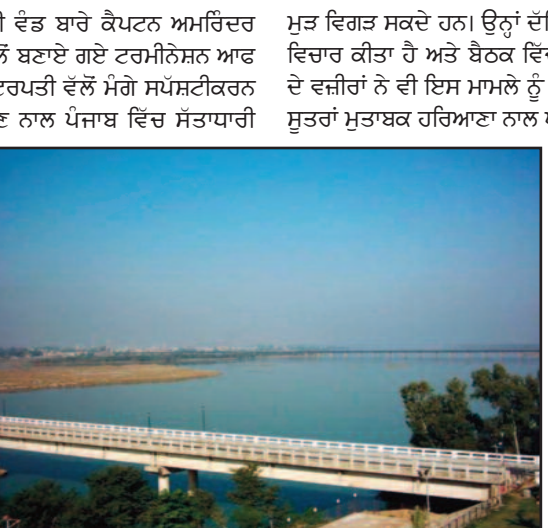 ਵੰਡ ਬਾਰੇ ਕੈਪਟਨ ਅਮਰਿੰਦਰ
ਬਣਾਏ ਗਏ ਟਰਮੀਨੇਸ਼ਨ ਆਫ
ਵੱਲੋਂ ਮੰਗੇ ਸਪੱਸ਼ਟੀਕਰਨ
ਨਾਲ ਪੰਜਾਬ ਵਿੱਚ ਸੱਤਾਧਾਰੀ
ਮੁੜ ਵਿਗੜ ਸਕਦੇ ਹਨ। ਉਨ੍ਹਾਂ
ਵਿਚਾਰ ਕੀਤਾ ਹੈ ਅਤੇ ਬੈਠਕ
ਦੇ ਵਜ਼ੀਰਾਂ ਨੇ ਵੀ ਇਸ ਮਾਮਲੇ ਨੂੰ
ਸੂਤਰਾਂ ਮੁਤਾਬਕ ਹਰਿਆਣਾ ਨਾਲ